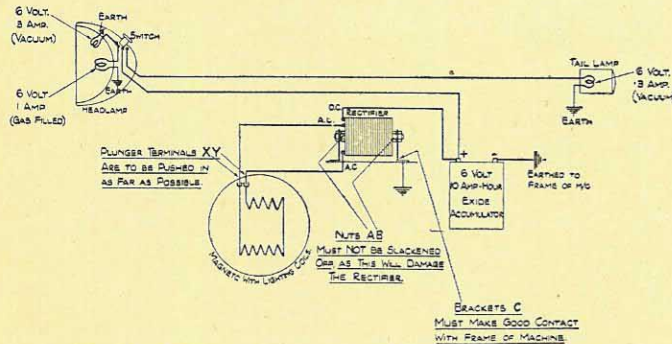 6 VOLT.
3 AMP.
(VACUUM)
EARTH
SWITCH
6 VOLT
1 AMP
(GAS FILLED)
EARTH
HEADLAMP
TAIL LAMP
6 VOLT.
·3 AMP.
(VACUUM)
EARTH
D.C.
RECTIFIER
A.C.
A.C
PLUNGER TERMINALS XY
ARE TO BE PUSHED IN
AS FAR AS POSSIBLE.
+
-
6 VOLT
10 AMP-HOUR
EXIDE
ACCUMULATOR
EARTHED TO
FRAME OF M/C
MAGNETO WITH LIGHTING COILS
NUTS AB
MUST NOT BE SLACKENED
OFF, AS THIS WILL DAMAGE
THE RECTIFIER.
BRACKETS C
MUST MAKE GOOD CONTACT
WITH FRAME OF MACHINE.